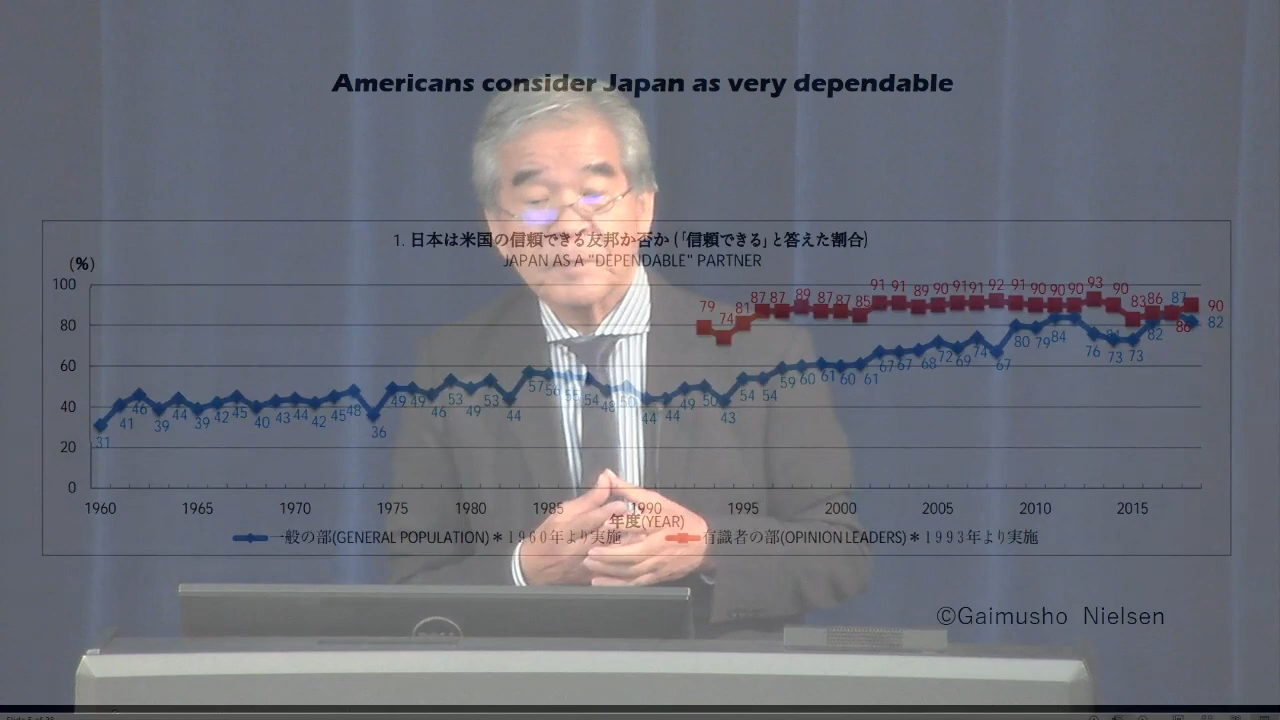 Americans consider Japan as very dependable
1. 日本は米国の信頼できる友邦か否か (「信頼できる」と答えた割合)
JAPAN AS A "DEPENDABLE" PARTNER
(%)
100
80
60
40
20
0
79 74 81 87 87 89 87 87 85 91 91 89 90 91 91 92 91 90 90 90 93 90 83 86 86 90
31 41 46 39 44 39 42 45 40 43 44 42 45 48 36 49 49 46 53 49 53 44 57 56 55 54 48 50 44 44 49 50 43 54 54 59 60 61 60 61 67 67 68 72 69 74 67 80 79 84 84 76 73 73 82 87 82
1960 1965 1970 1975 1980 1985 1990 1995 2000 2005 2010 2015
年度(YEAR)
一般の部(GENERAL POPULATION)＊1960年より実施 有識者の部(OPINION LEADERS)＊1993年より実施
©Gaimusho Nielsen
DELL
Slide 5 of 35